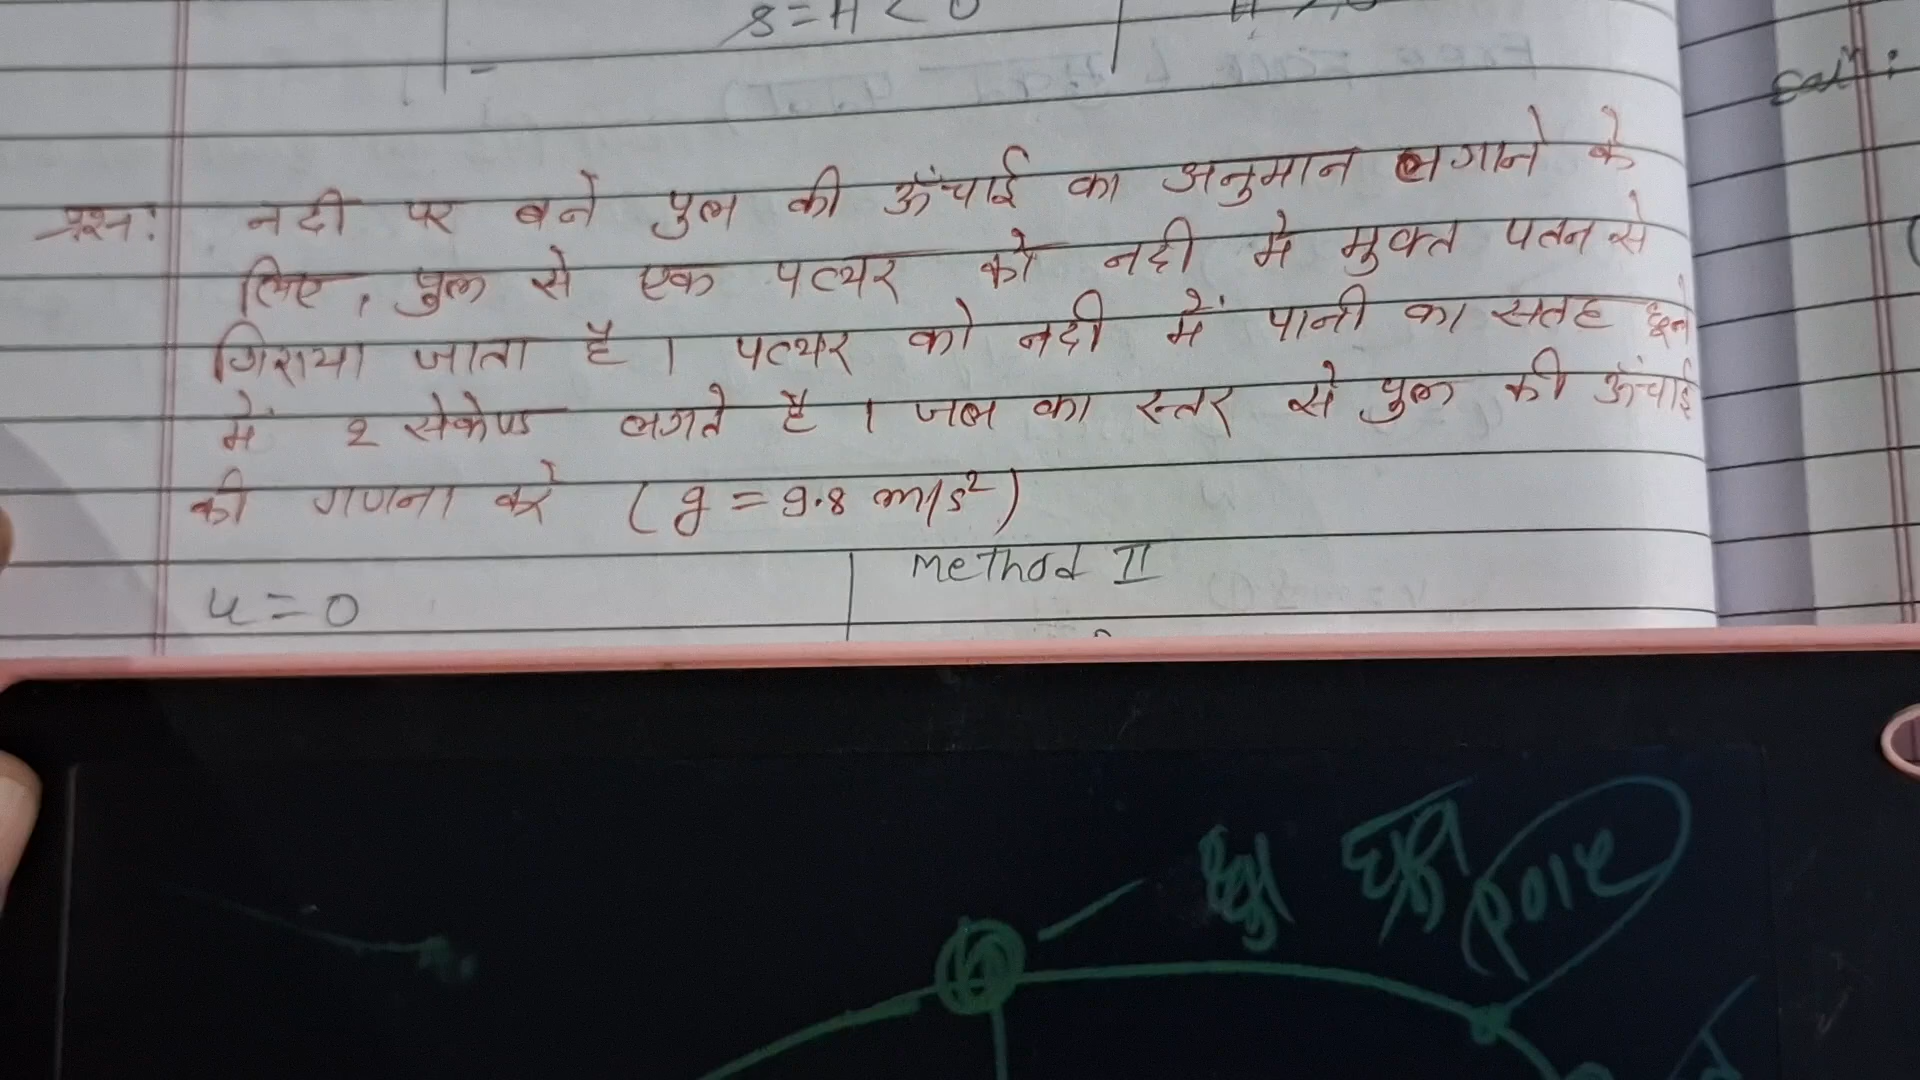 s = H < 0
प्रश्न: नदी पर बने पुल की ऊँचाई का अनुमान लगाने के
लिए, पुल से एक पत्थर को नदी मे मुक्त पतन से
गिराया जाता है । पत्थर को नदी में पानी का सतह छूने
में 2 सेकेण्ड लगते है । जल का स्तर से पुल की ऊँचाई
की गणना करे (g = 9.8 m/s²)
u = 0
Method II